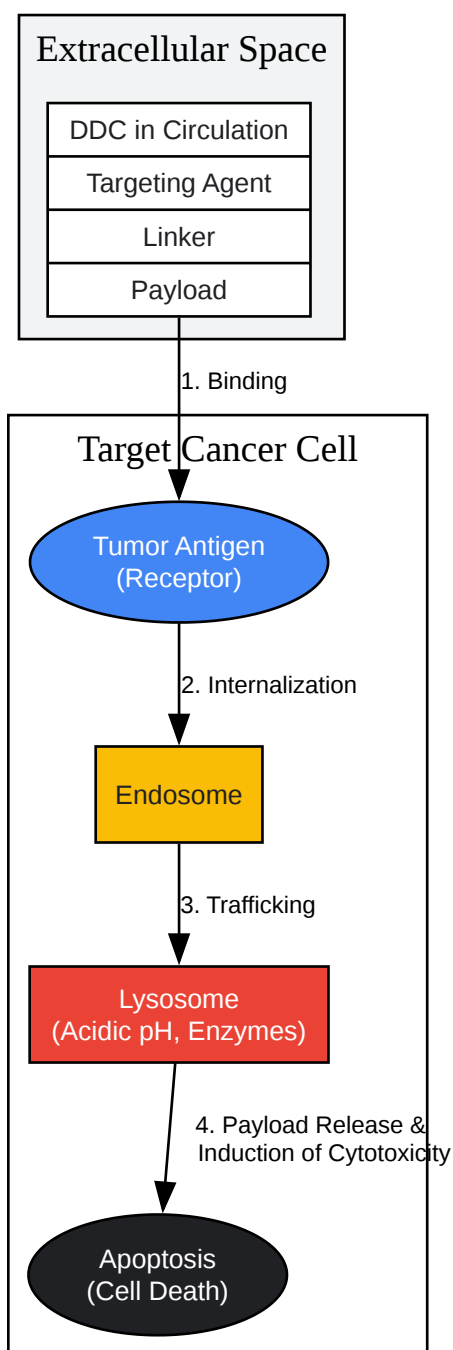 Extracellular Space
DDC in Circulation
Targeting Agent
Linker
Payload
1. Binding
Target Cancer Cell
Tumor Antigen
(Receptor)
2. Internalization
Endosome
3. Trafficking
Lysosome
(Acidic pH, Enzymes)
4. Payload Release &
Induction of Cytotoxicity
Apoptosis
(Cell Death)